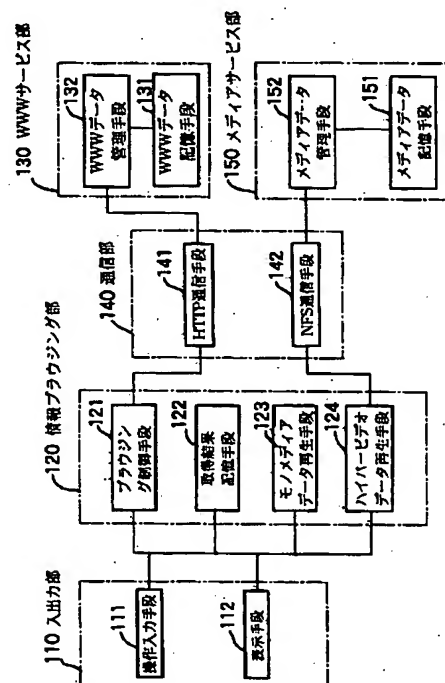 110 入出力部
111
操作入力手段
112
表示手段
120 情報ブラウジング部
121
ブラウジン
グ制御手段
122
取得結果
記憶手段
123
モノメディア
データ再生手段
124
ハイパービデオ
データ再生手段
140 通信部
141
HTTP通信手段
142
NFS通信手段
130 WWWサービス部
132
WWWデータ
管理手段
131
WWWデータ
記憶手段
150 メディアサービス部
152
メディアデータ
管理手段
151
メディアデータ
記憶手段